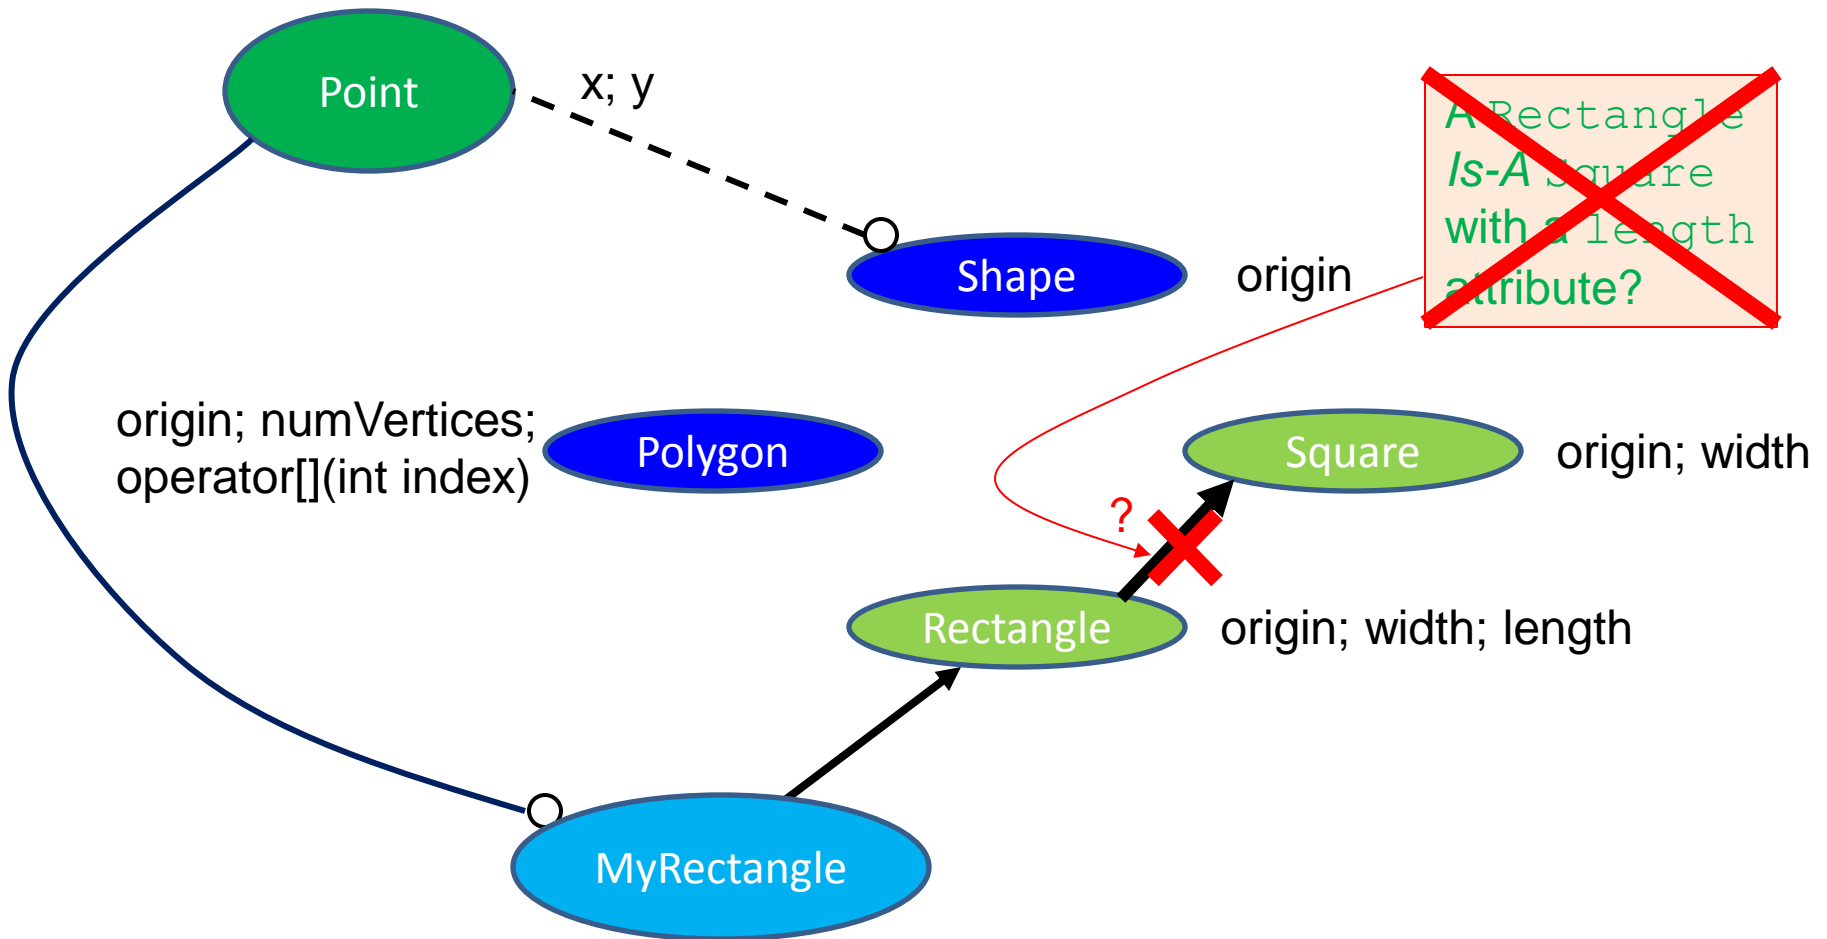 Point
x; y
A Rectangle
Is-A Square
with a length
attribute?
Shape
origin
origin; numVertices;
operator[](int index)
Polygon
Square
origin; width
?
Rectangle
origin; width; length
MyRectangle